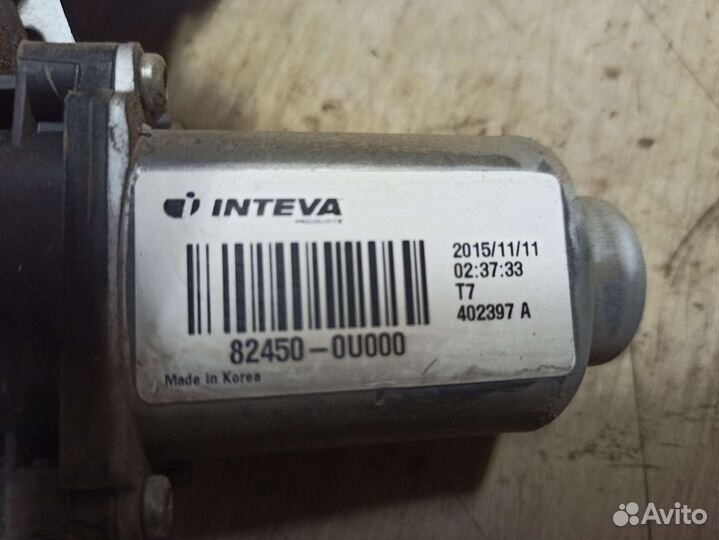 INTEVA
PRODUCTS
2015/11/11
02:37:33
T7
402397 A
82450-0U000
Made in Korea
Avito